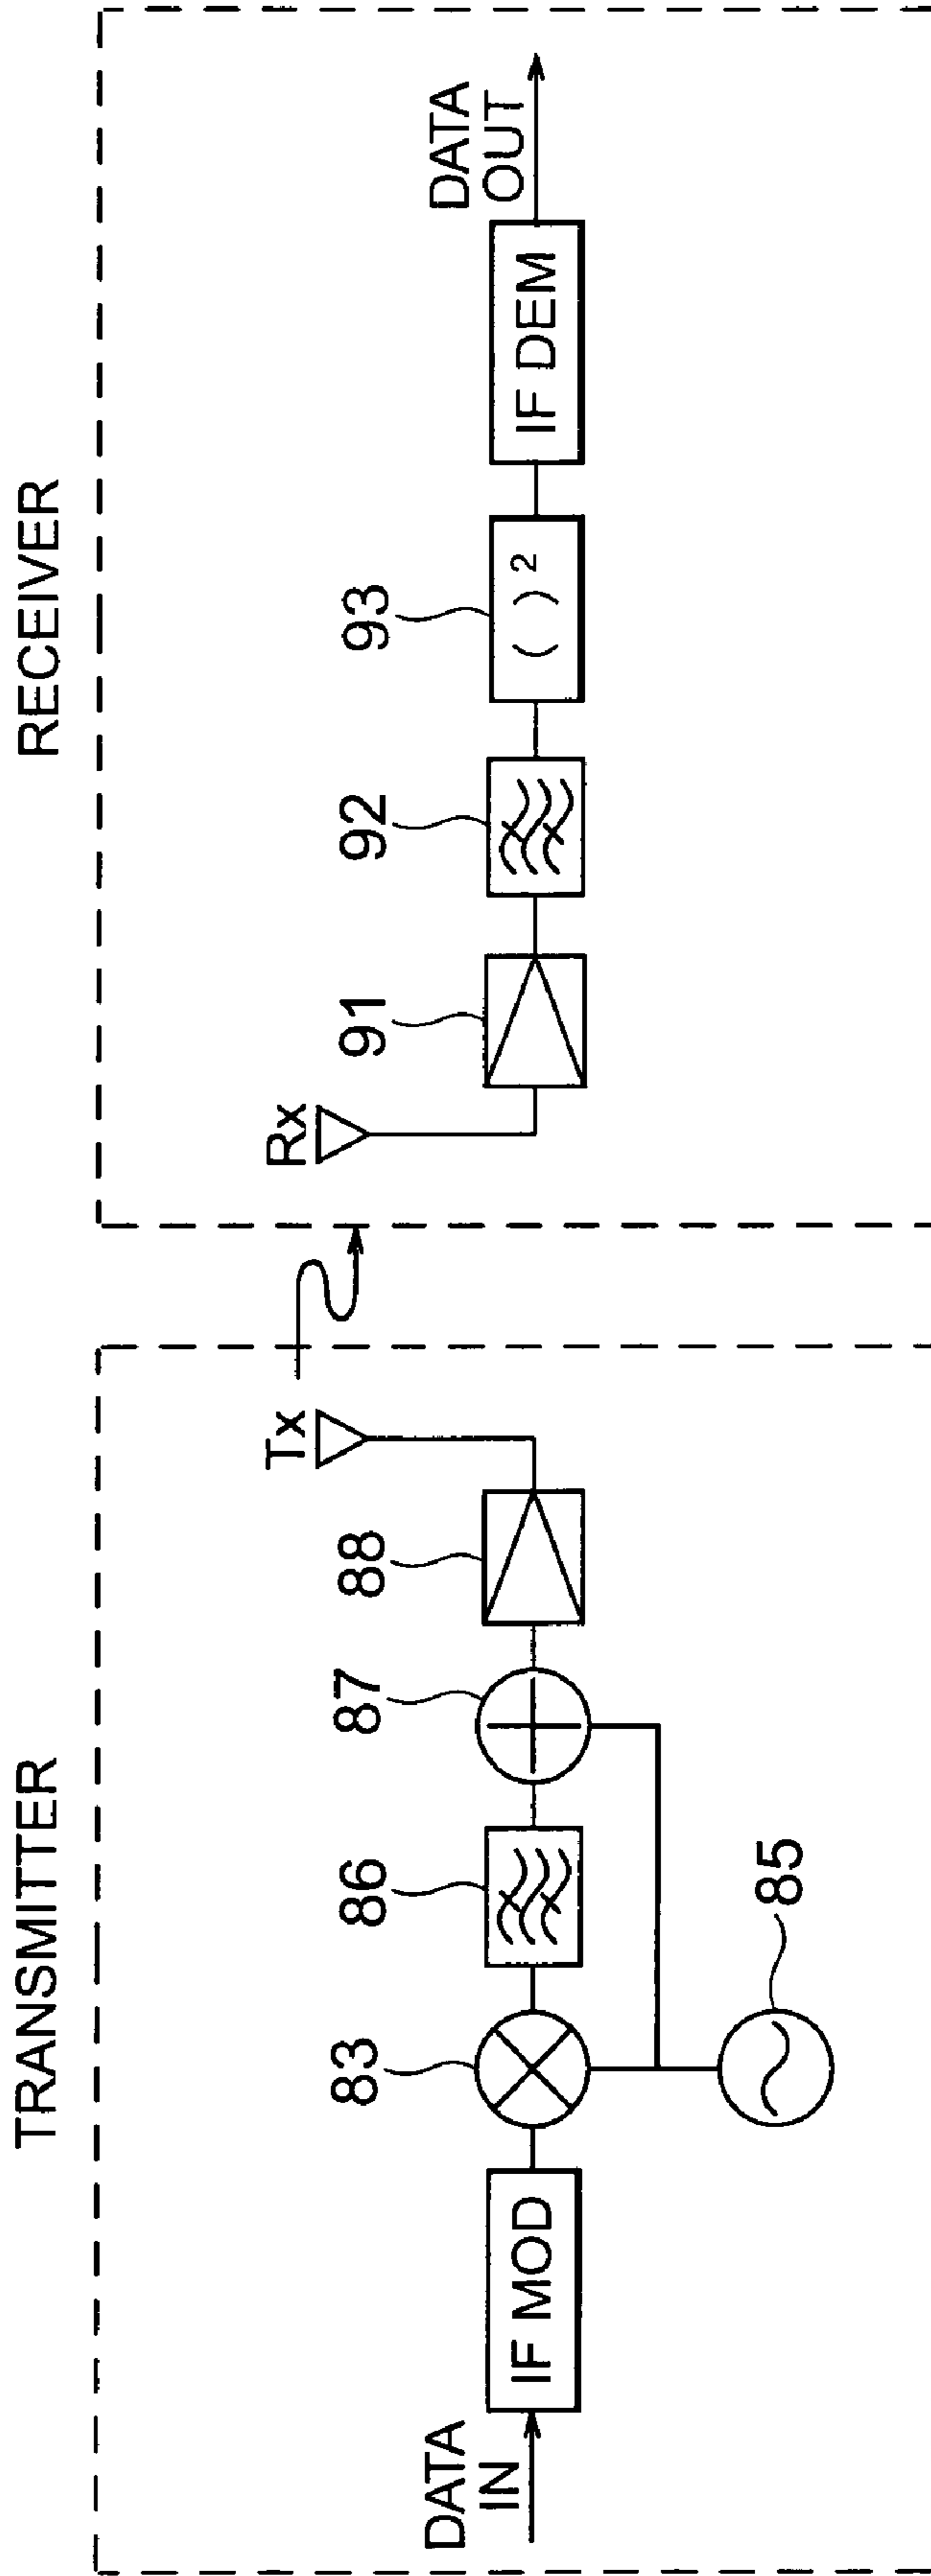 TRANSMITTER
RECEIVER
DATA
IN
IF MOD
83
85
86
87
88
Tx
Rx
91
92
93
( )²
IF DEM
DATA
OUT